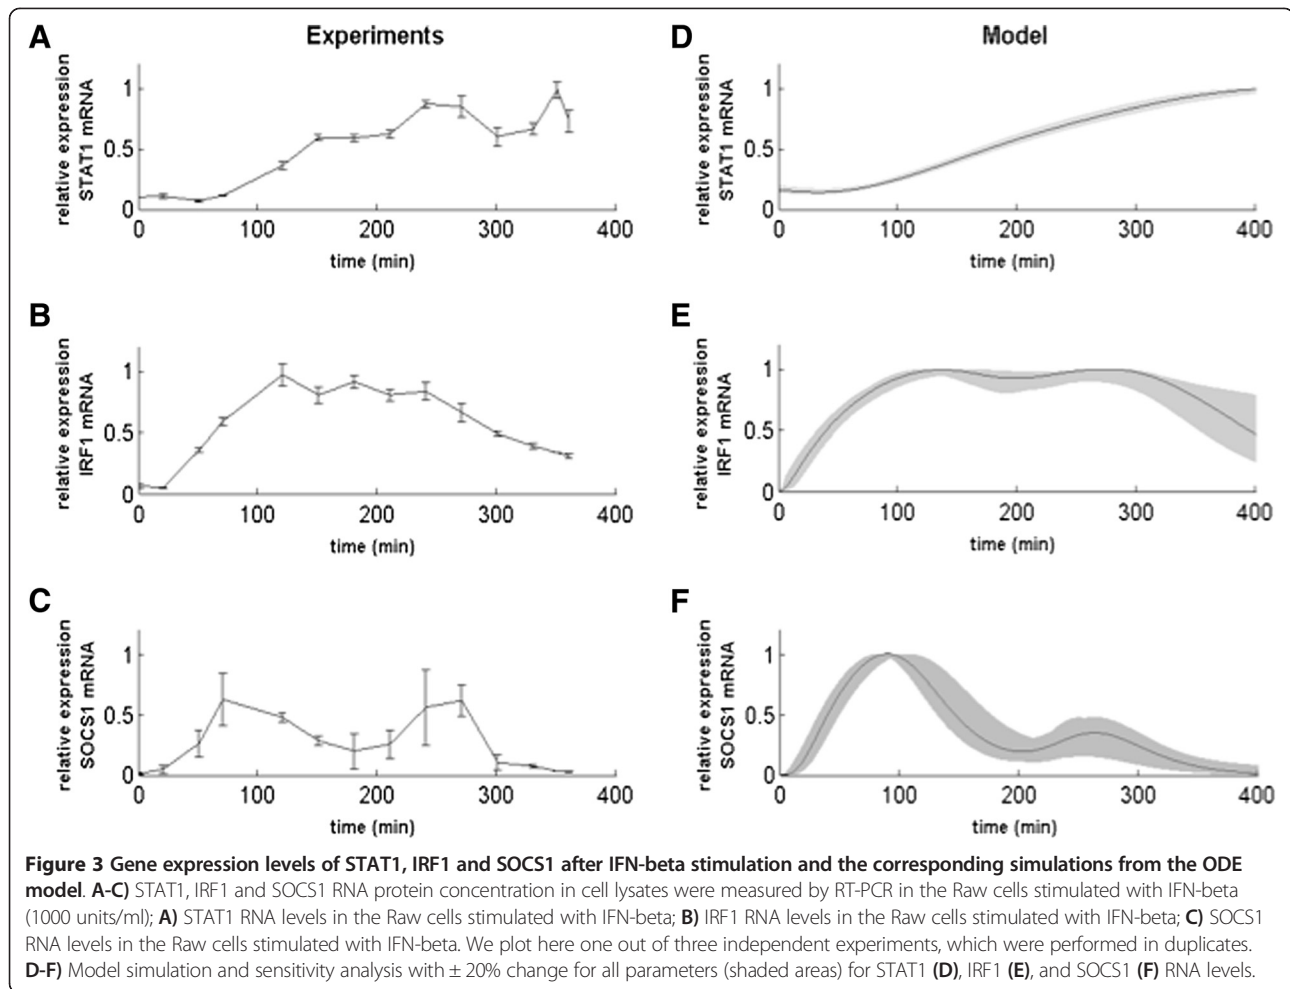 A
Experiments
relative expression
STAT1 mRNA
1
0.5
0
0 100 200 300 400
time (min)
D
Model
relative expression
STAT1 mRNA
1
0.5
0
0 100 200 300 400
time (min)
B
relative expression
IRF1 mRNA
1
0.5
0
0 100 200 300 400
time (min)
E
relative expression
IRF1 mRNA
1
0.5
0
0 100 200 300 400
time (min)
C
relative expression
SOCS1 mRNA
1
0.5
0
0 100 200 300 400
time (min)
F
relative expression
SOCS1 mRNA
1
0.5
0
0 100 200 300 400
time (min)
Figure 3 Gene expression levels of STAT1, IRF1 and SOCS1 after IFN-beta stimulation and the corresponding simulations from the ODE
model. A-C) STAT1, IRF1 and SOCS1 RNA protein concentration in cell lysates were measured by RT-PCR in the Raw cells stimulated with IFN-beta
(1000 units/ml); A) STAT1 RNA levels in the Raw cells stimulated with IFN-beta; B) IRF1 RNA levels in the Raw cells stimulated with IFN-beta; C) SOCS1
RNA levels in the Raw cells stimulated with IFN-beta. We plot here one out of three independent experiments, which were performed in duplicates.
D-F) Model simulation and sensitivity analysis with ± 20% change for all parameters (shaded areas) for STAT1 (D), IRF1 (E), and SOCS1 (F) RNA levels.